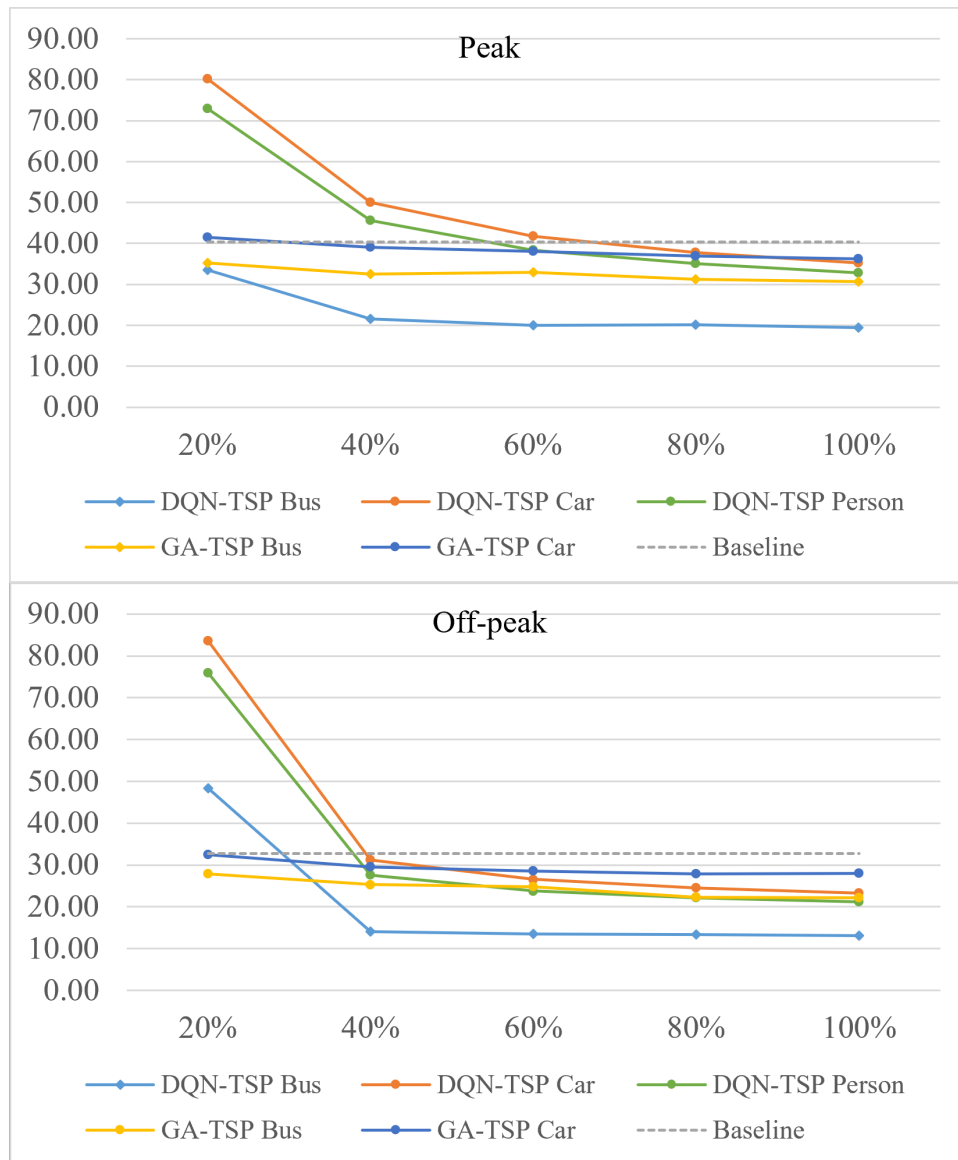 Peak
90.00
80.00
70.00
60.00
50.00
40.00
30.00
20.00
10.00
0.00
20% 40% 60% 80% 100%
DQN-TSP Bus DQN-TSP Car DQN-TSP Person
GA-TSP Bus GA-TSP Car Baseline
Off-peak
90.00
80.00
70.00
60.00
50.00
40.00
30.00
20.00
10.00
0.00
20% 40% 60% 80% 100%
DQN-TSP Bus DQN-TSP Car DQN-TSP Person
GA-TSP Bus GA-TSP Car Baseline